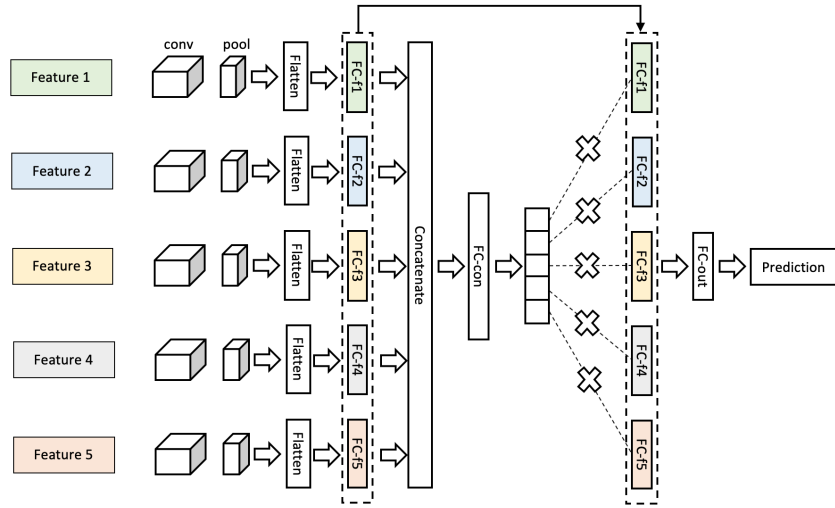 conv pool
Feature 1
Flatten
FC-f1
FC-f1
Feature 2
Flatten
FC-f2
FC-f2
Feature 3
Flatten
FC-f3
Concatenate
FC-con
FC-f3
FC-out
Prediction
Feature 4
Flatten
FC-f4
FC-f4
Feature 5
Flatten
FC-f5
FC-f5